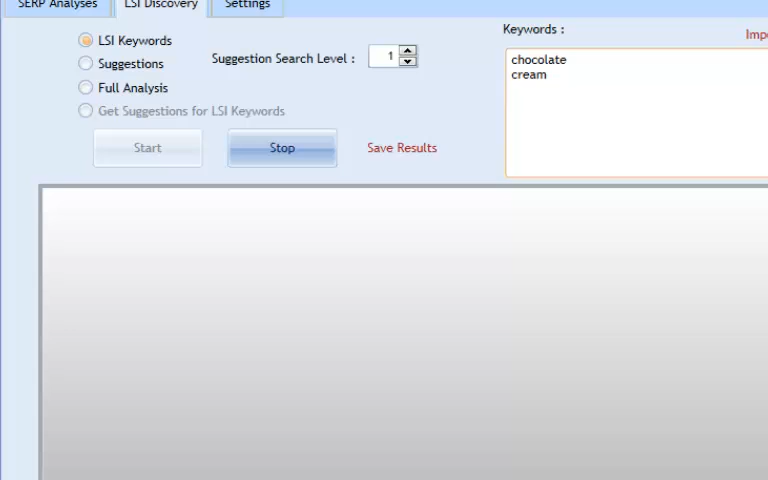 SERP Analyses
LSI Discovery
Settings
LSI Keywords
Suggestions
Full Analysis
Get Suggestions for LSI Keywords
Suggestion Search Level :
1
Start
Stop
Save Results
Keywords :
chocolate
cream